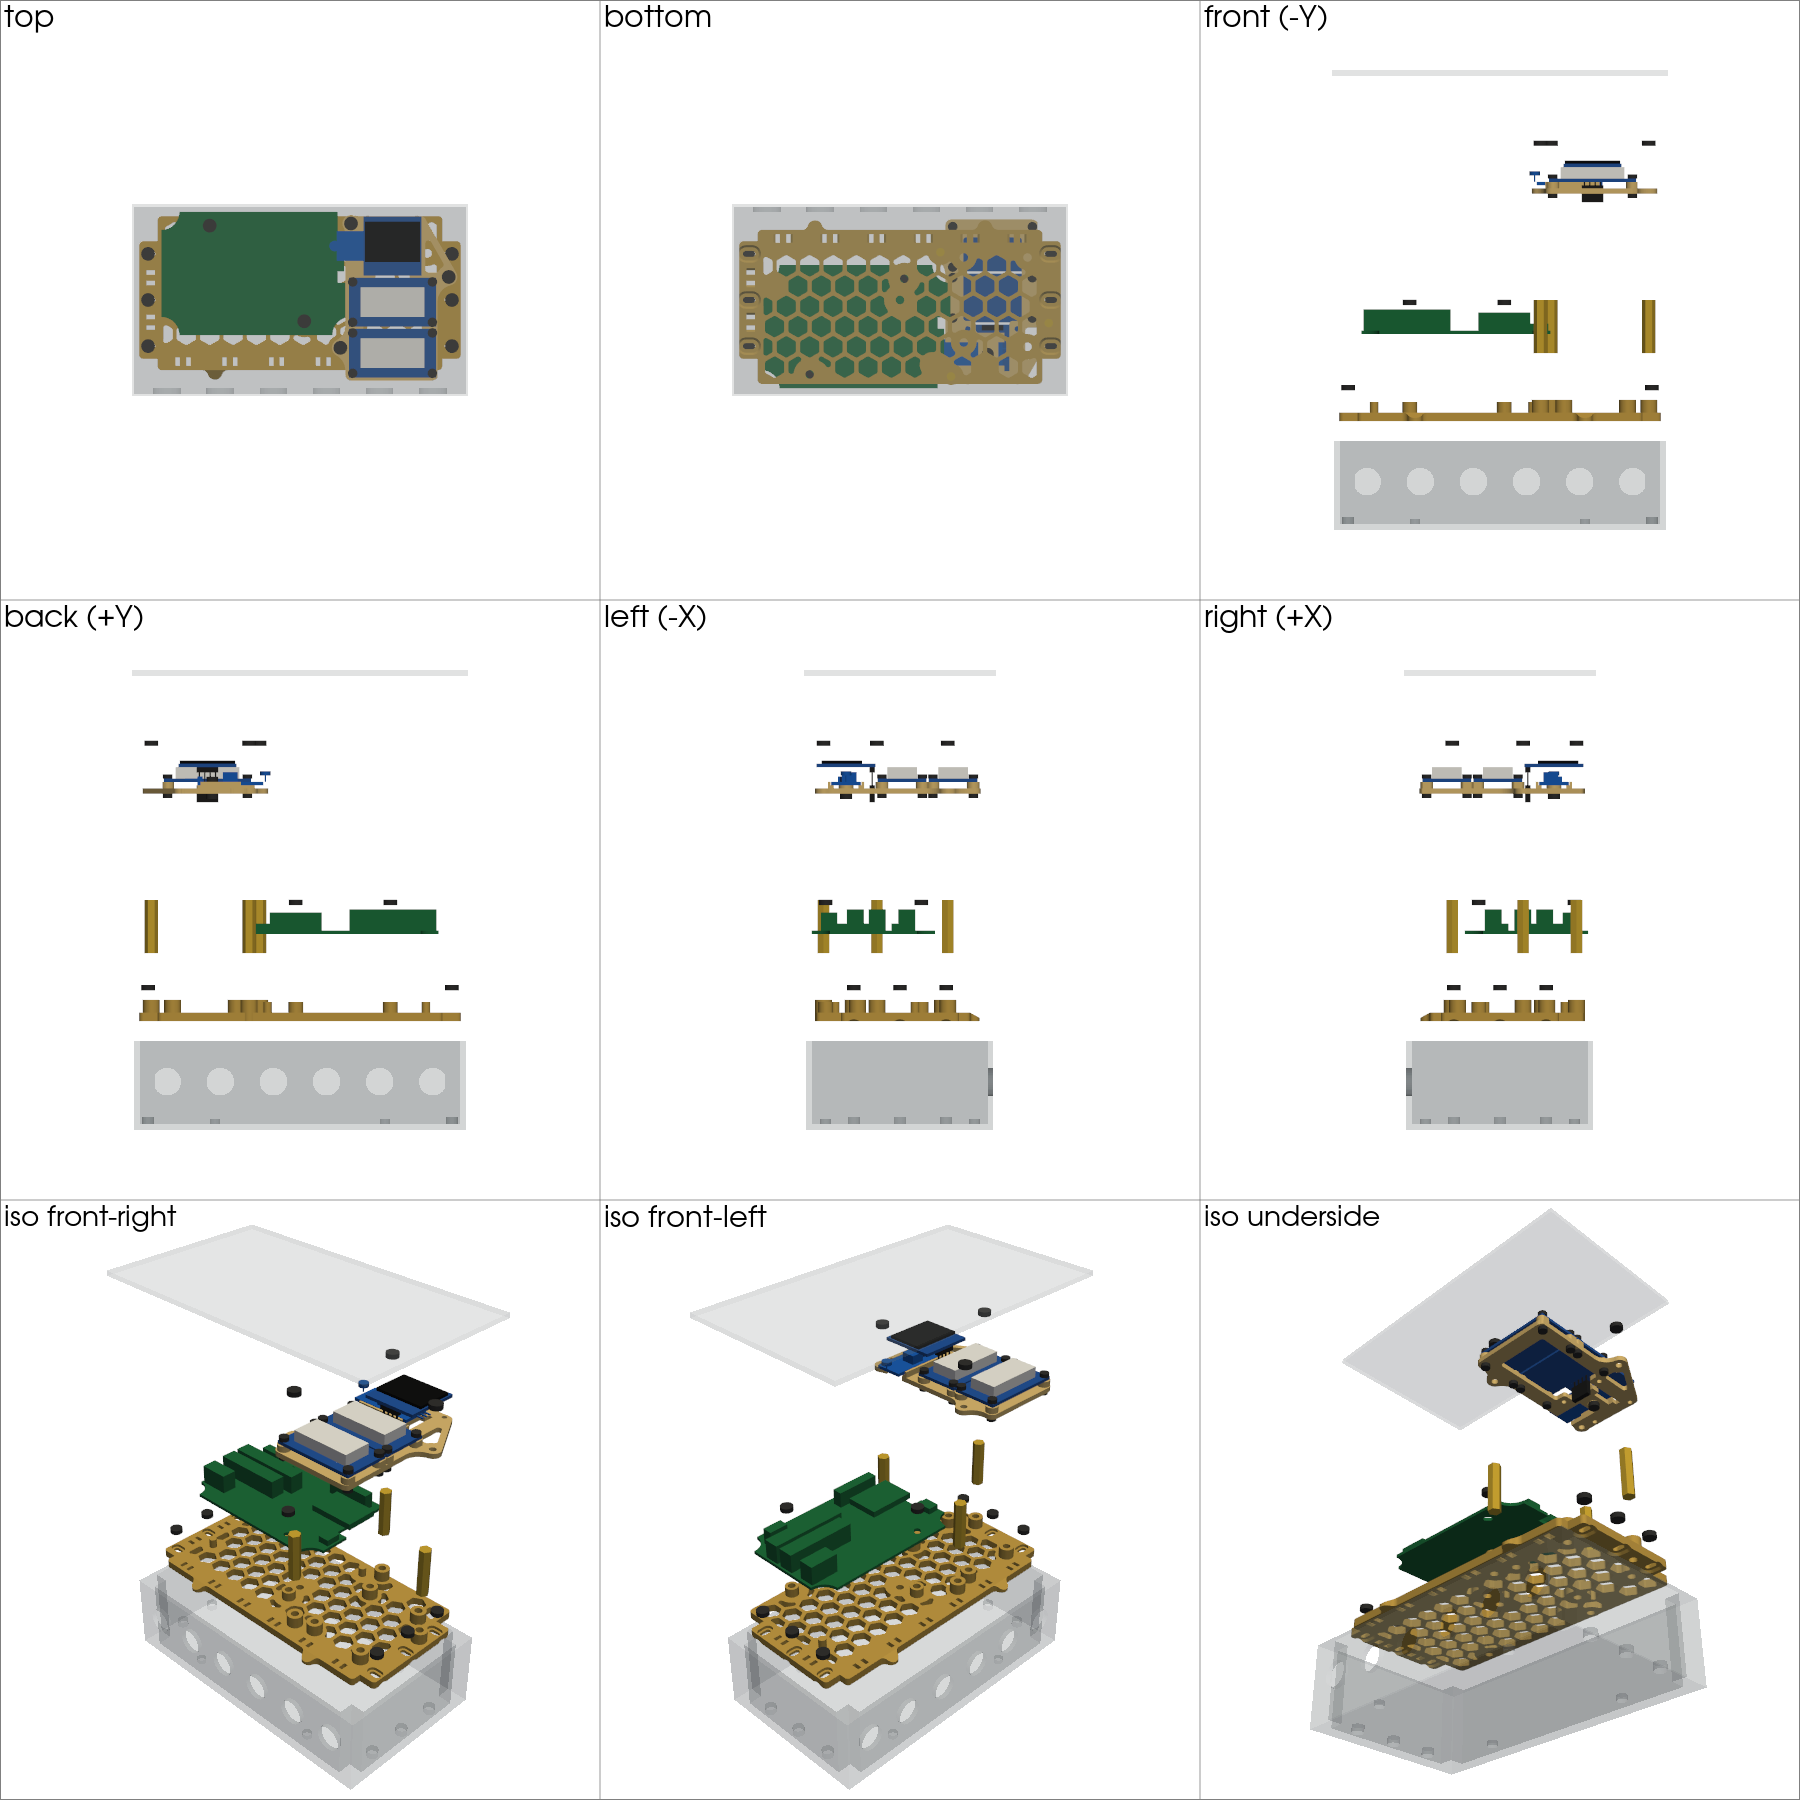 top
bottom
front (-Y)
back (+Y)
left (-X)
right (+X)
iso front-right
iso front-left
iso underside